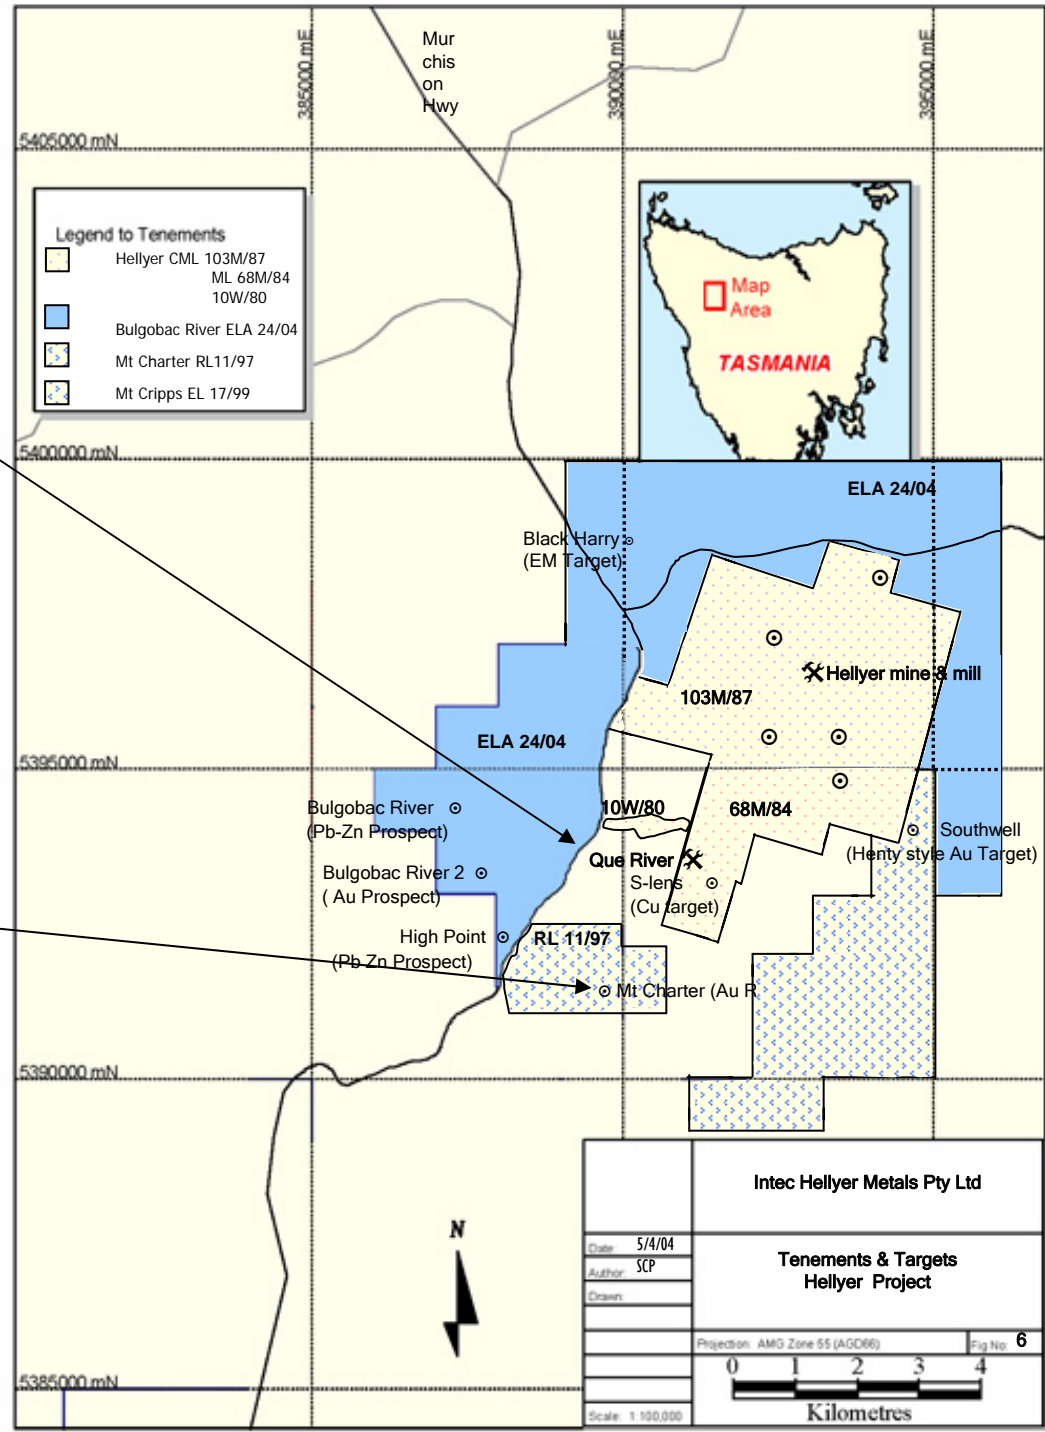 Mur
chis
on
Hwy
385000 mE
390000 mE
395000 mE
5405000 mN
Legend to Tenements
Hellyer CML 103M/87
ML 68M/84
10W/80
Bulgobac River ELA 24/04
Mt Charter RL11/97
Mt Cripps EL 17/99
Map
Area
TASMANIA
5400000 mN
ELA 24/04
Black Harry
(EM Target)
Hellyer mine & mill
103M/87
ELA 24/04
5395000 mN
Bulgobac River
(Pb-Zn Prospect)
10W/80
68M/84
Southwell
(Henty style Au Target)
Que River
S-lens
(Cu target)
Bulgobac River 2
( Au Prospect)
High Point
(Pb Zn Prospect)
RL 11/97
Mt Charter (Au R
5390000 mN
N
Intec Hellyer Metals Pty Ltd
Date: 5/4/04
Author: SCP
Drawn:
Tenements & Targets
Hellyer Project
Projection: AMG Zone 55 (AGD66)
Fig No: 6
0 1 2 3 4
Kilometres
Scale: 1:100,000
5385000 mN